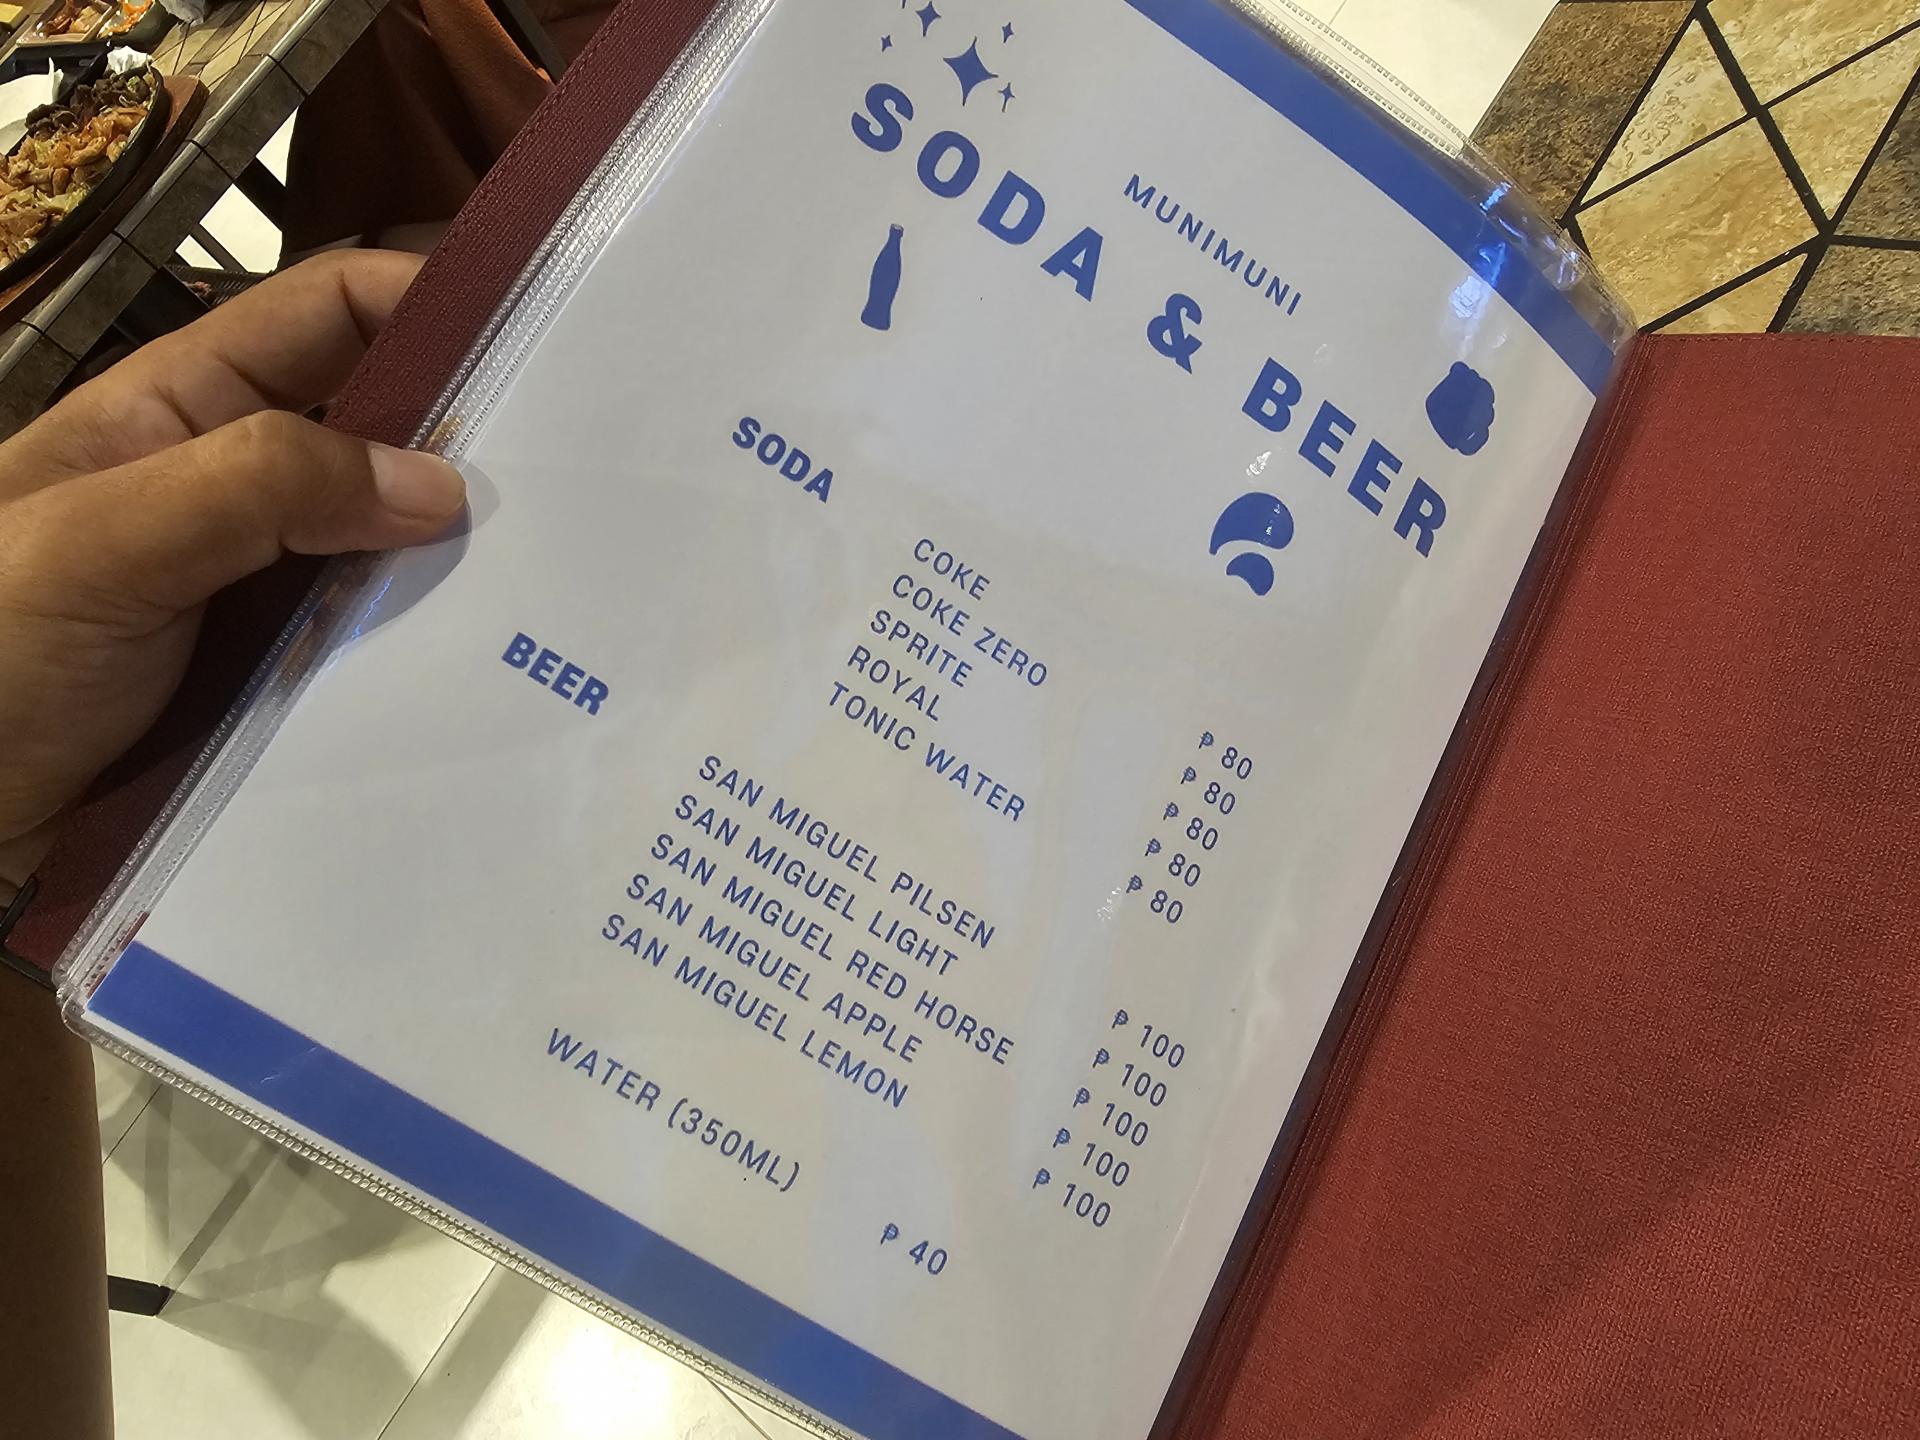 MUNIMUNI
SODA & BEER
SODA
COKE ₱ 80
COKE ZERO ₱ 80
SPRITE ₱ 80
ROYAL ₱ 80
TONIC WATER ₱ 80
BEER
SAN MIGUEL PILSEN ₱ 100
SAN MIGUEL LIGHT ₱ 100
SAN MIGUEL RED HORSE ₱ 100
SAN MIGUEL APPLE ₱ 100
SAN MIGUEL LEMON ₱ 100
WATER (350ML) ₱ 40